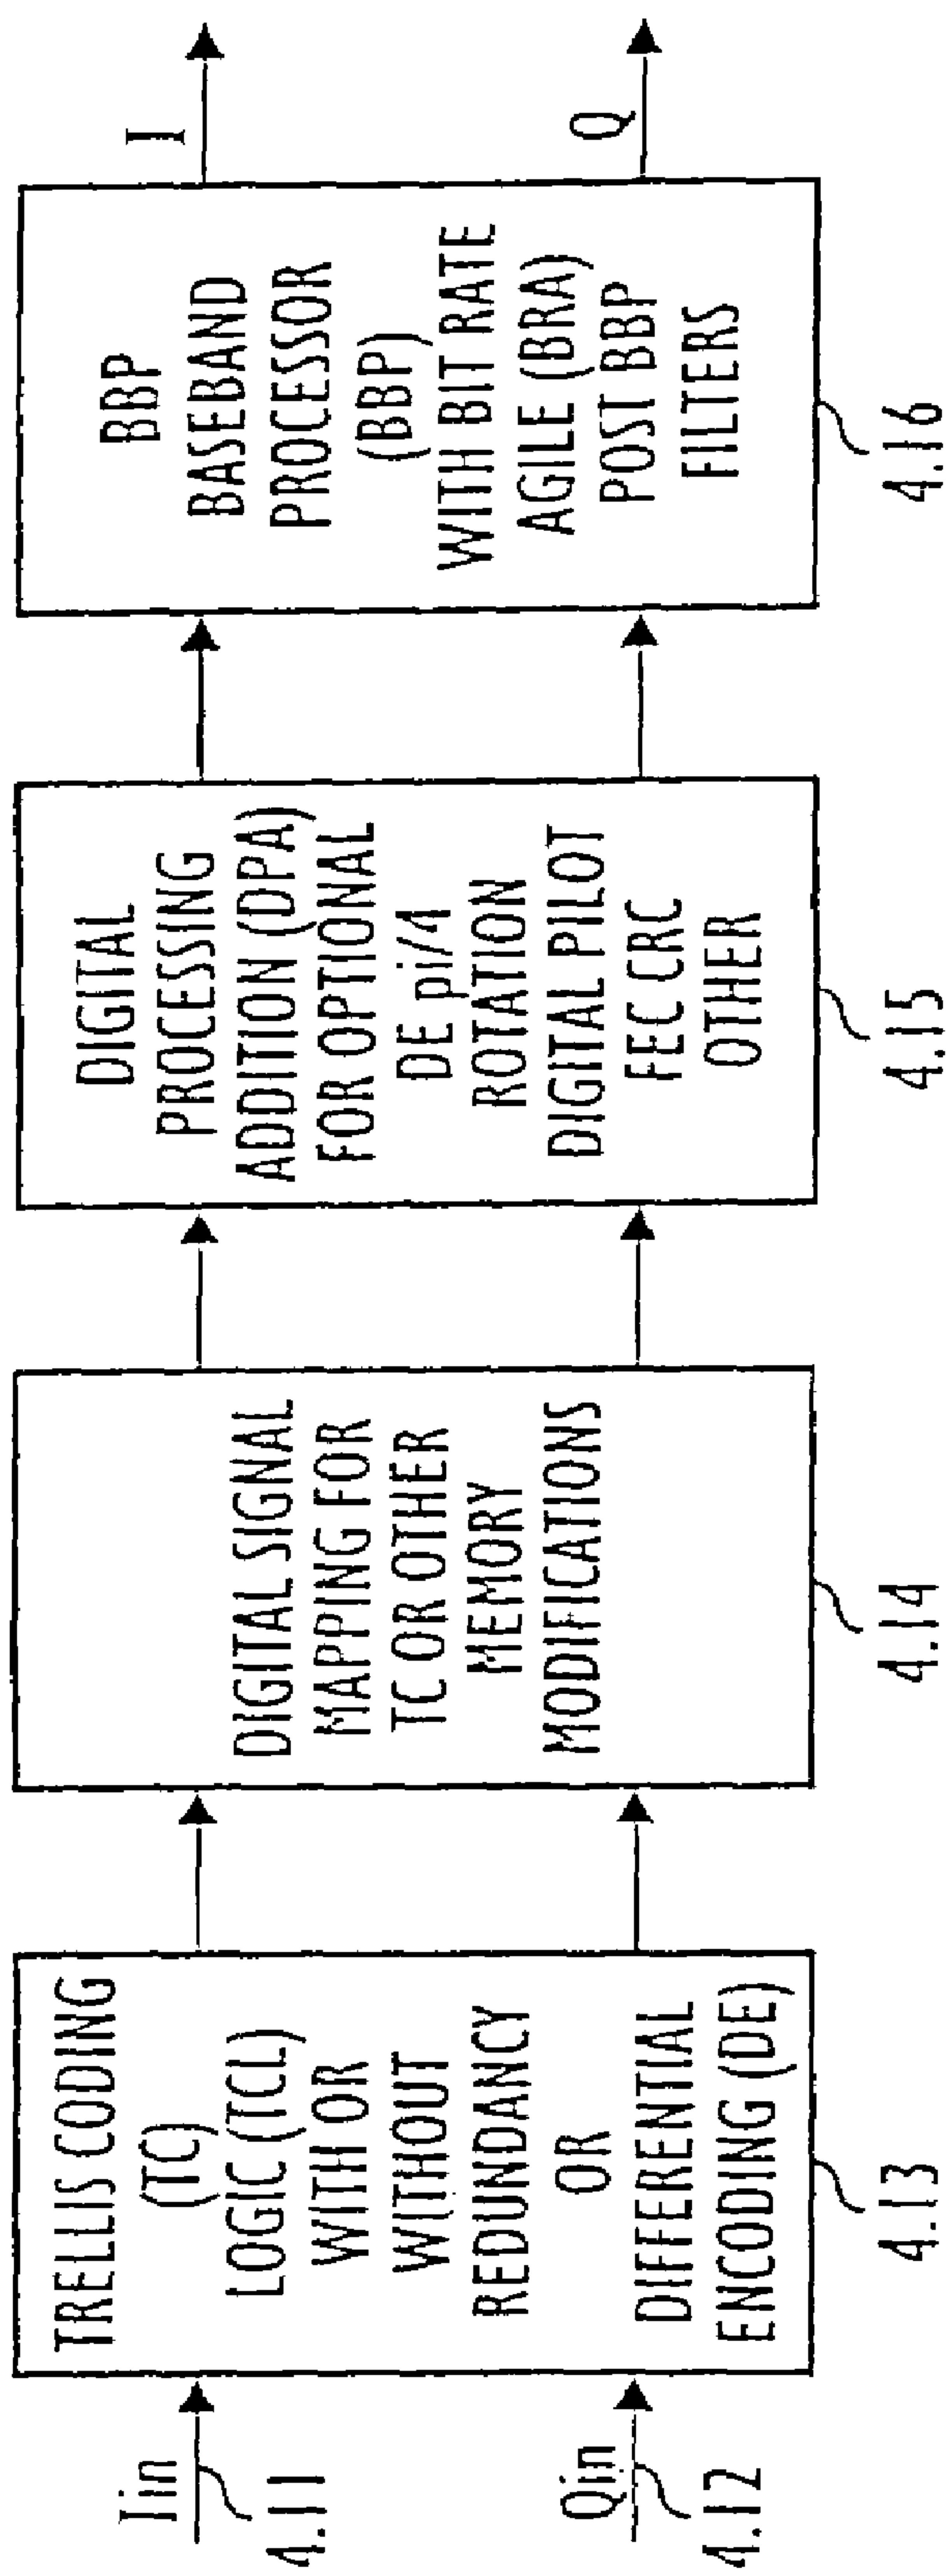 Iin
4.11
Qin
4.12
TRELLIS CODING
(TC)
LOGIC (TCL)
WITH OR
WITHOUT
REDUNDANCY
OR
DIFFERENTIAL
ENCODING (DE)
4.13
DIGITAL SIGNAL
MAPPING FOR
TC OR OTHER
MEMORY
MODIFICATIONS
4.14
DIGITAL
PROCESSING
ADDITION (DPA)
FOR OPTIONAL
DE pi/4
ROTATION
DIGITAL PILOT
FEC CRC
OTHER
4.15
BBP
BASEBAND
PROCESSOR
(BBP)
WITH BIT RATE
AGILE (BRA)
POST BBP
FILTERS
4.16
I
Q